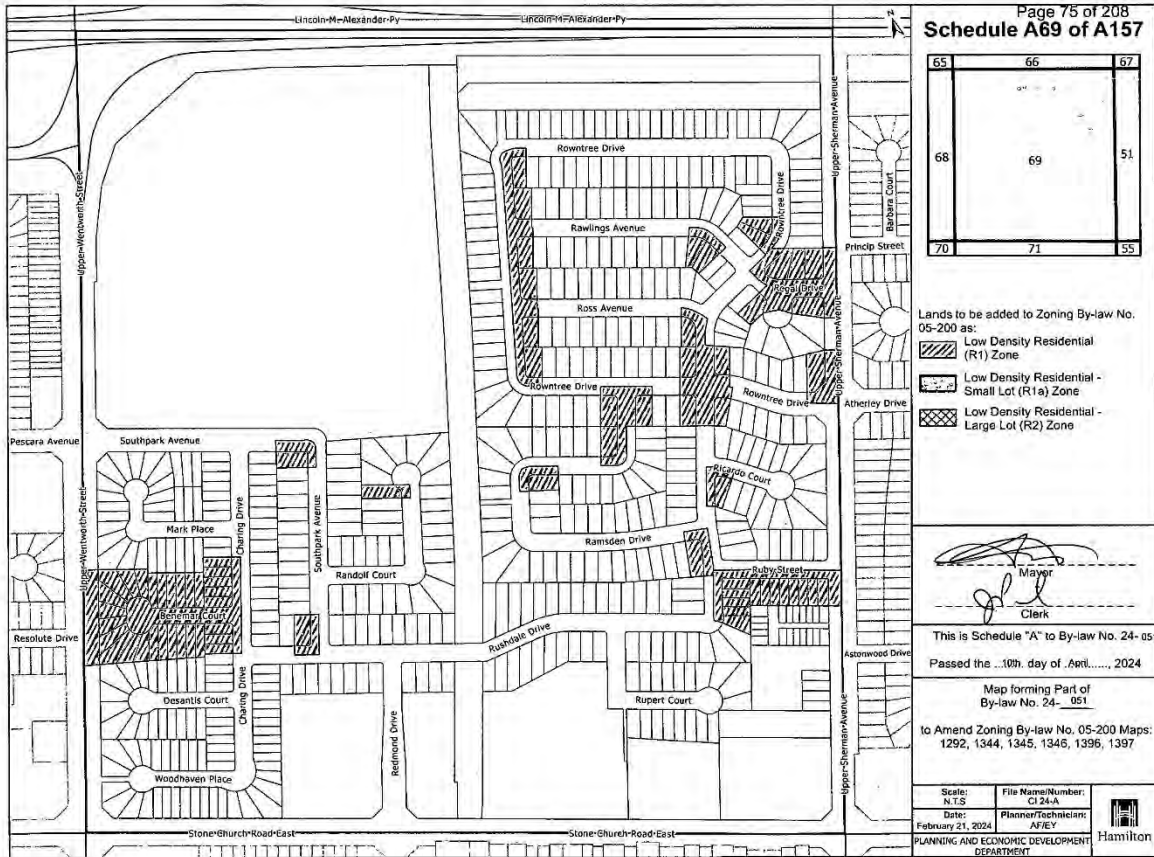 Page 75 of 208
Schedule A69 of A157
65 66 67
68 69 51
70 71 55
Lands to be added to Zoning By-law No.
05-200 as:
Low Density Residential
(R1) Zone
Low Density Residential -
Small Lot (R1a) Zone
Low Density Residential -
Large Lot (R2) Zone
Mayor
Clerk
This is Schedule "A" to By-law No. 24- 05
Passed the ...10th. day of .April......, 2024
Map forming Part of
By-law No. 24- 051
to Amend Zoning By-law No. 05-200 Maps:
1292, 1344, 1345, 1346, 1396, 1397
Scale:
N.T.S
File Name/Number:
CI 24-A
Date:
February 21, 2024
Planner/Technician:
AF/EY
PLANNING AND ECONOMIC DEVELOPMENT
DEPARTMENT
Hamilton
N
Lincoln-M.-Alexander-Py
Lincoln-M.-Alexander-Py
Upper-Wentworth-Street
Upper-Wentworth-Street
Upper-Sherman-Avenue
Upper-Sherman-Avenue
Upper-Sherman-Avenue
Rowntree Drive
Rowntree Drive
Barbara Court
Rawlings Avenue
Princip Street
Regal Drive
Ross Avenue
Rowntree Drive
Rowntree Drive
Atherley Drive
Pescara Avenue
Southpark Avenue
Ricardo Court
Mark Place
Charing Drive
Southpark Avenue
Ramsden Drive
Randolf Court
Ruby Street
Benemar Court
Resolute Drive
Rushdale Drive
Astonwood Drive
Desantis Court
Charing Drive
Rupert Court
Redmond Drive
Woodhaven Place
Stone-Church-Road-East
Stone-Church-Road-East